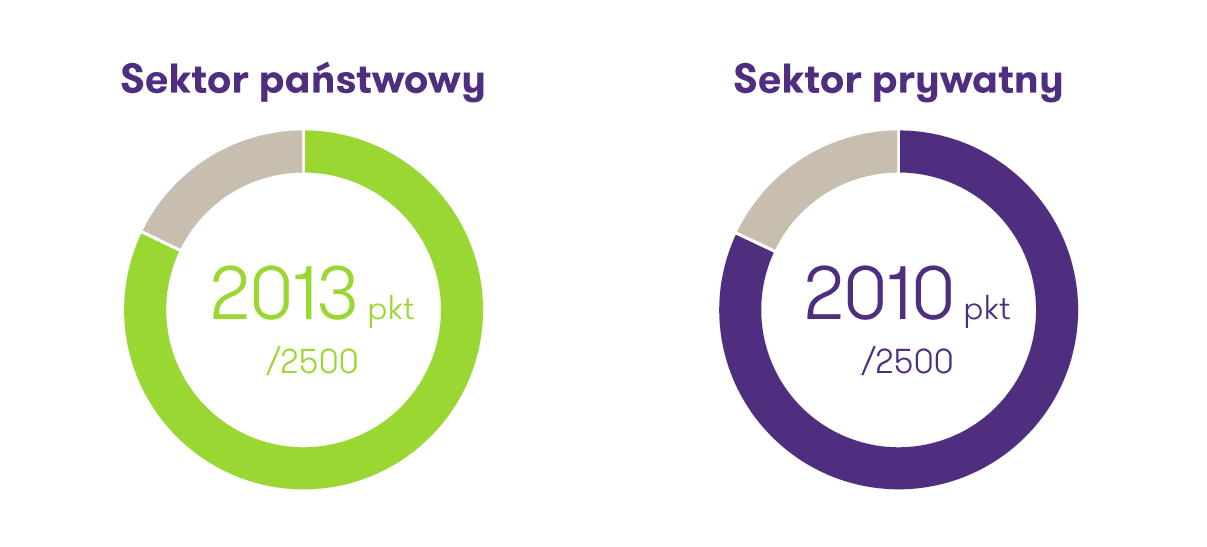 Sektor państwowy
2013 pkt
/2500
Sektor prywatny
2010 pkt
/2500